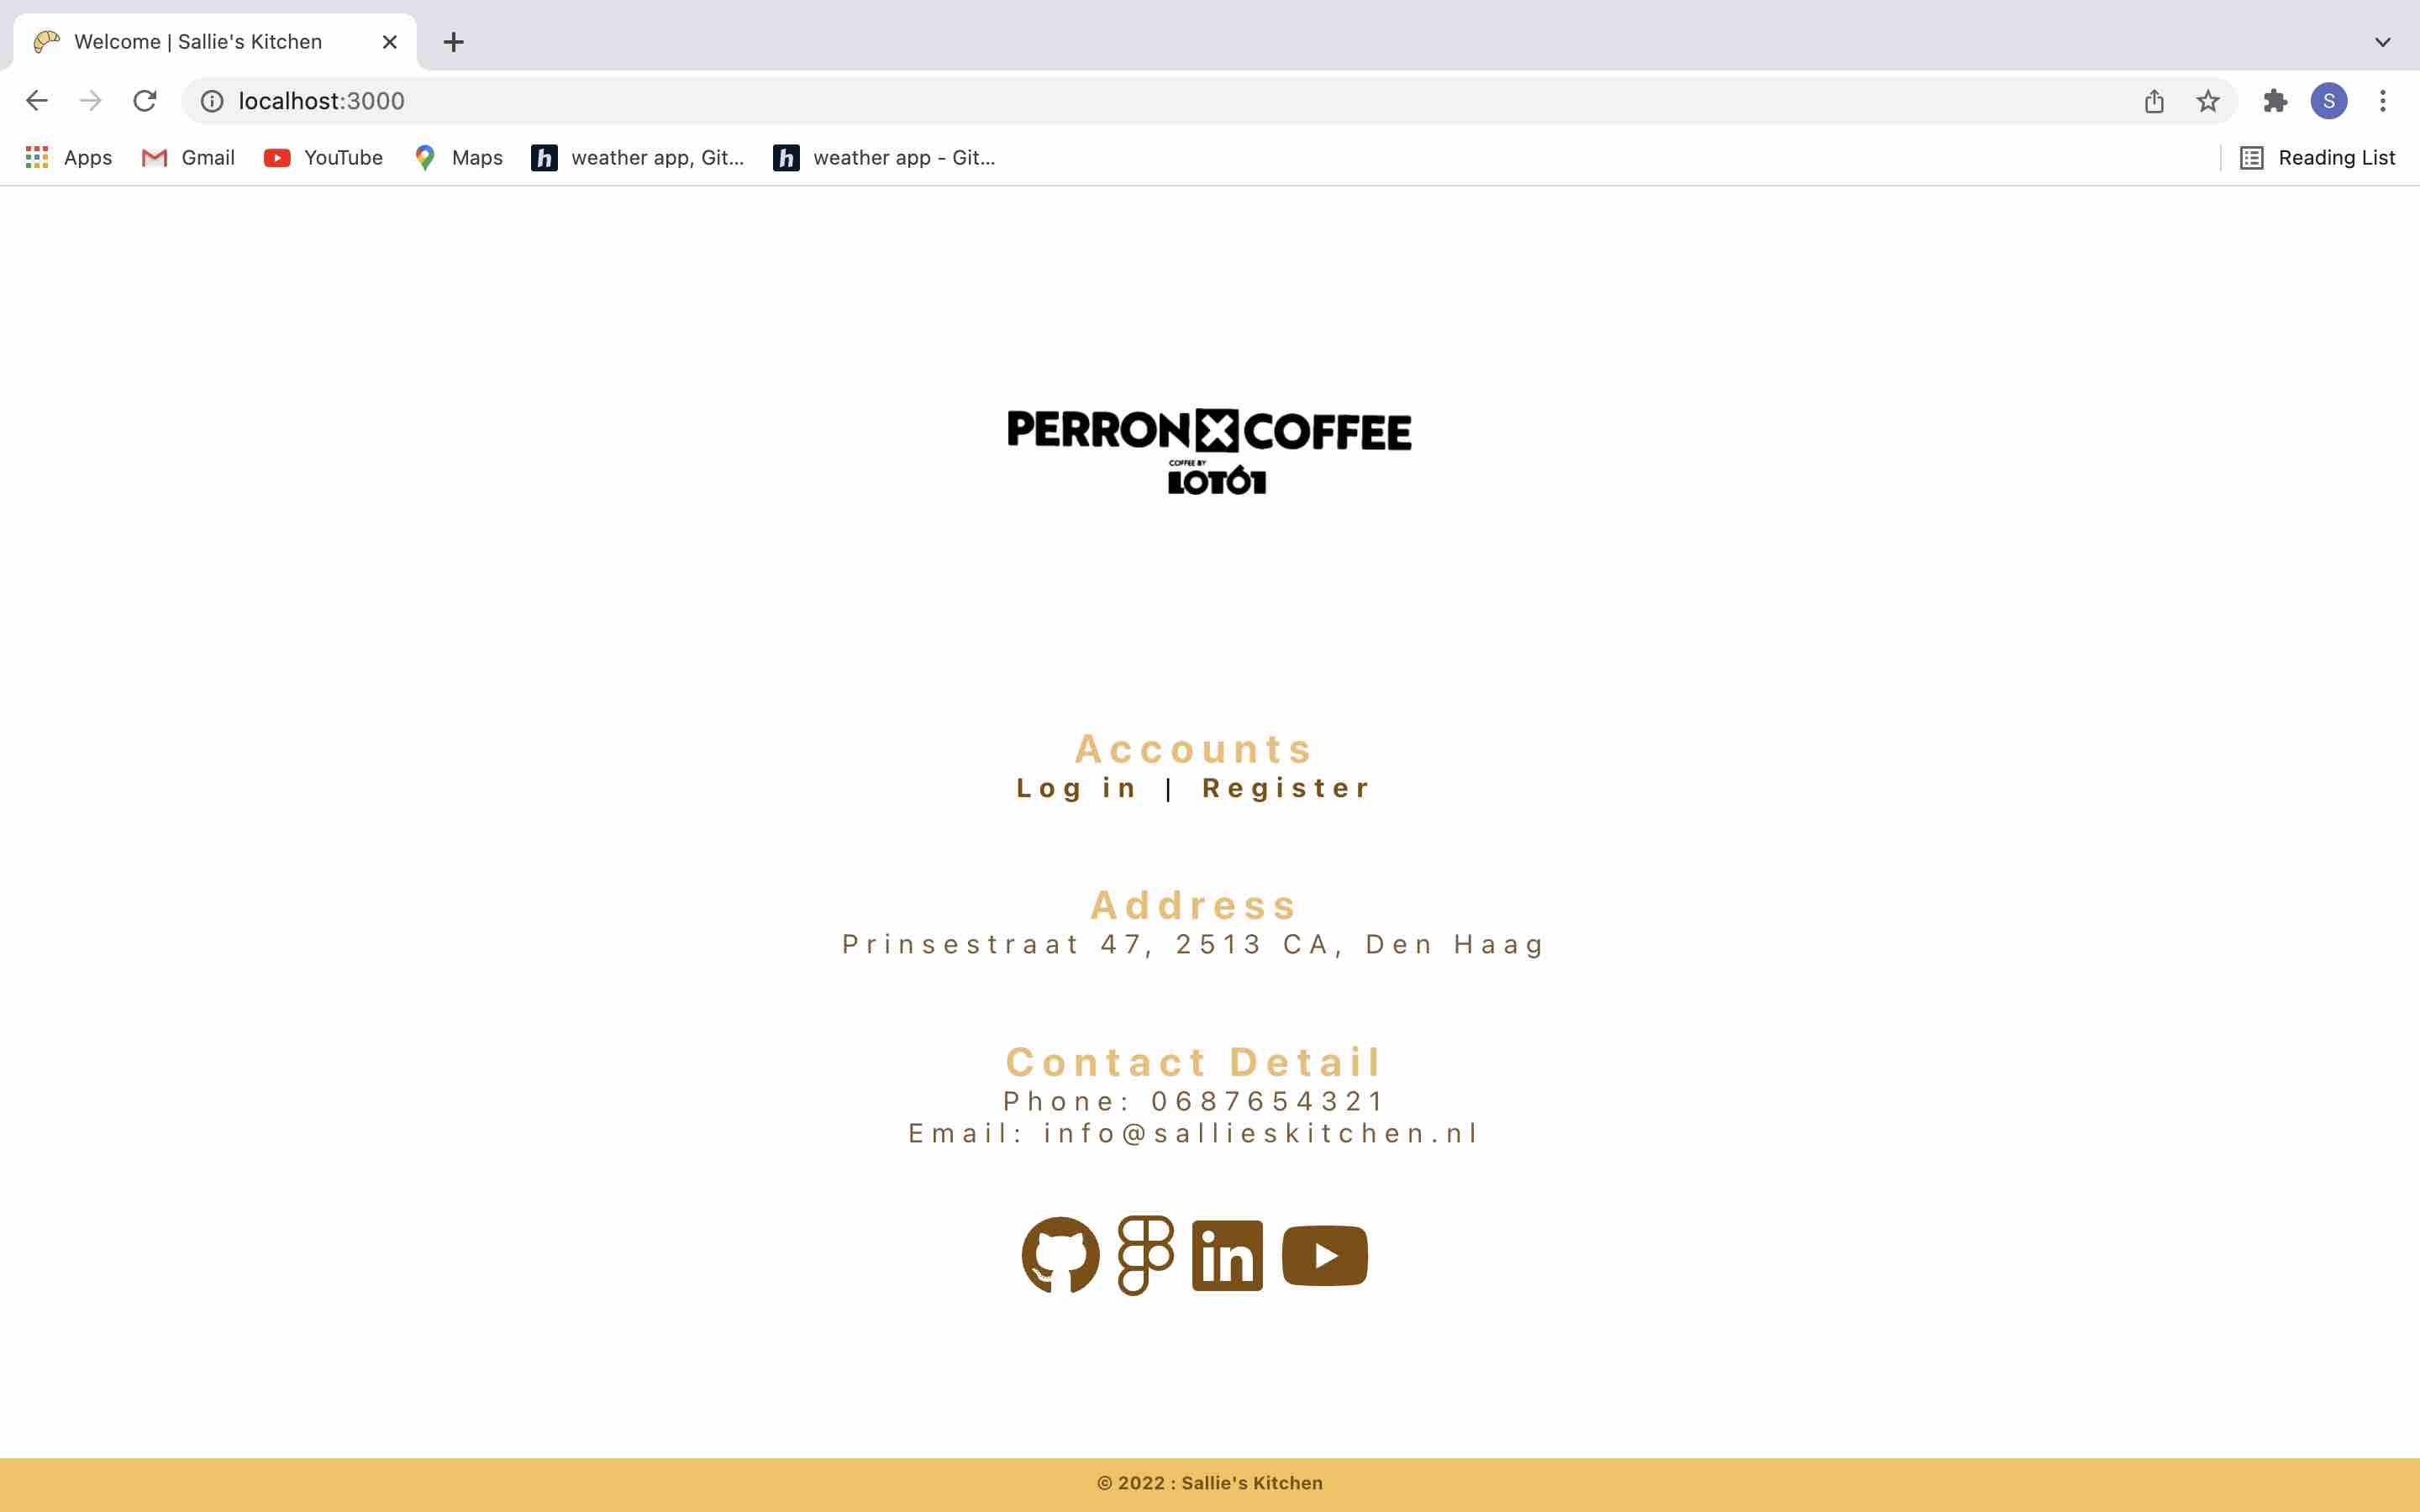 Welcome | Sallie's Kitchen
localhost:3000
S
Apps Gmail YouTube Maps weather app, Git... weather app - Git... Reading List
PERRON X COFFEE
COFFEE BY
LOT61
Accounts
Log in | Register
Address
Prinsestraat 47, 2513 CA, Den Haag
Contact Detail
Phone: 0687654321
Email: info@sallieskitchen.nl
in
© 2022 : Sallie's Kitchen